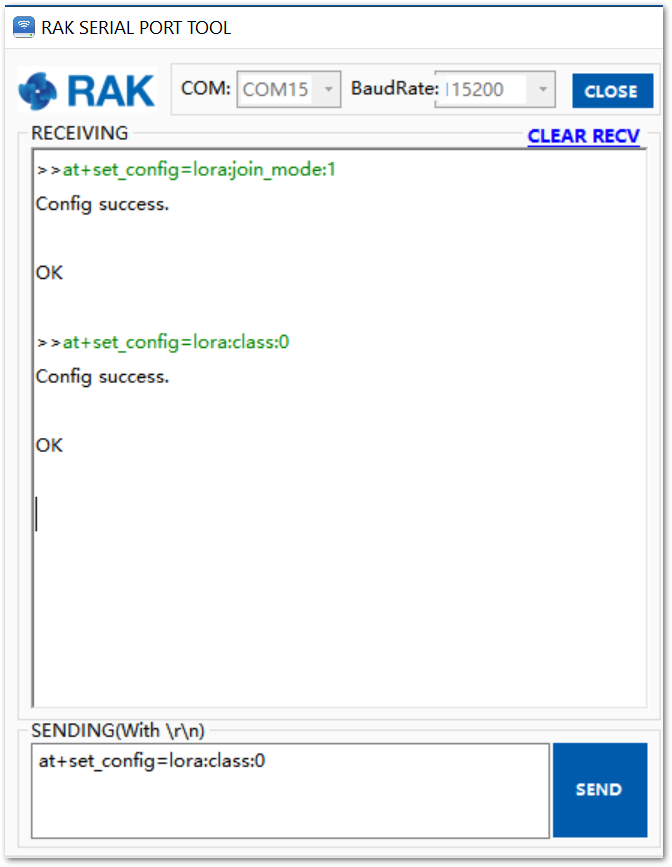 RAK SERIAL PORT TOOL
RAK COM: COM15 BaudRate: 115200 CLOSE
RECEIVING CLEAR RECV
>>at+set_config=lora:join_mode:1
Config success.
OK
>>at+set_config=lora:class:0
Config success.
OK
SENDING(With \r\n)
at+set_config=lora:class:0
SEND